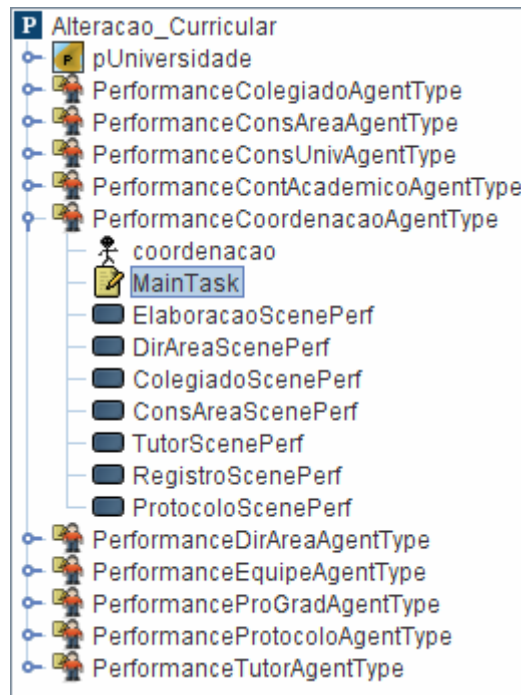 P Alteracao_Curricular
P pUniversidade
PerformanceColegiadoAgentType
PerformanceConsAreaAgentType
PerformanceConsUnivAgentType
PerformanceContAcademicoAgentType
PerformanceCoordenacaoAgentType
coordenacao
MainTask
ElaboracaoScenePerf
DirAreaScenePerf
ColegiadoScenePerf
ConsAreaScenePerf
TutorScenePerf
RegistroScenePerf
ProtocoloScenePerf
PerformanceDirAreaAgentType
PerformanceEquipeAgentType
PerformanceProGradAgentType
PerformanceProtocoloAgentType
PerformanceTutorAgentType